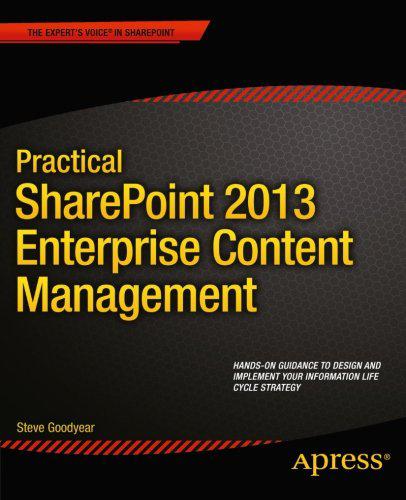 THE EXPERT'S VOICE® IN SHAREPOINT
Practical
SharePoint 2013
Enterprise Content
Management
HANDS-ON GUIDANCE TO DESIGN AND
IMPLEMENT YOUR INFORMATION LIFE
CYCLE STRATEGY
Steve Goodyear
Apress®